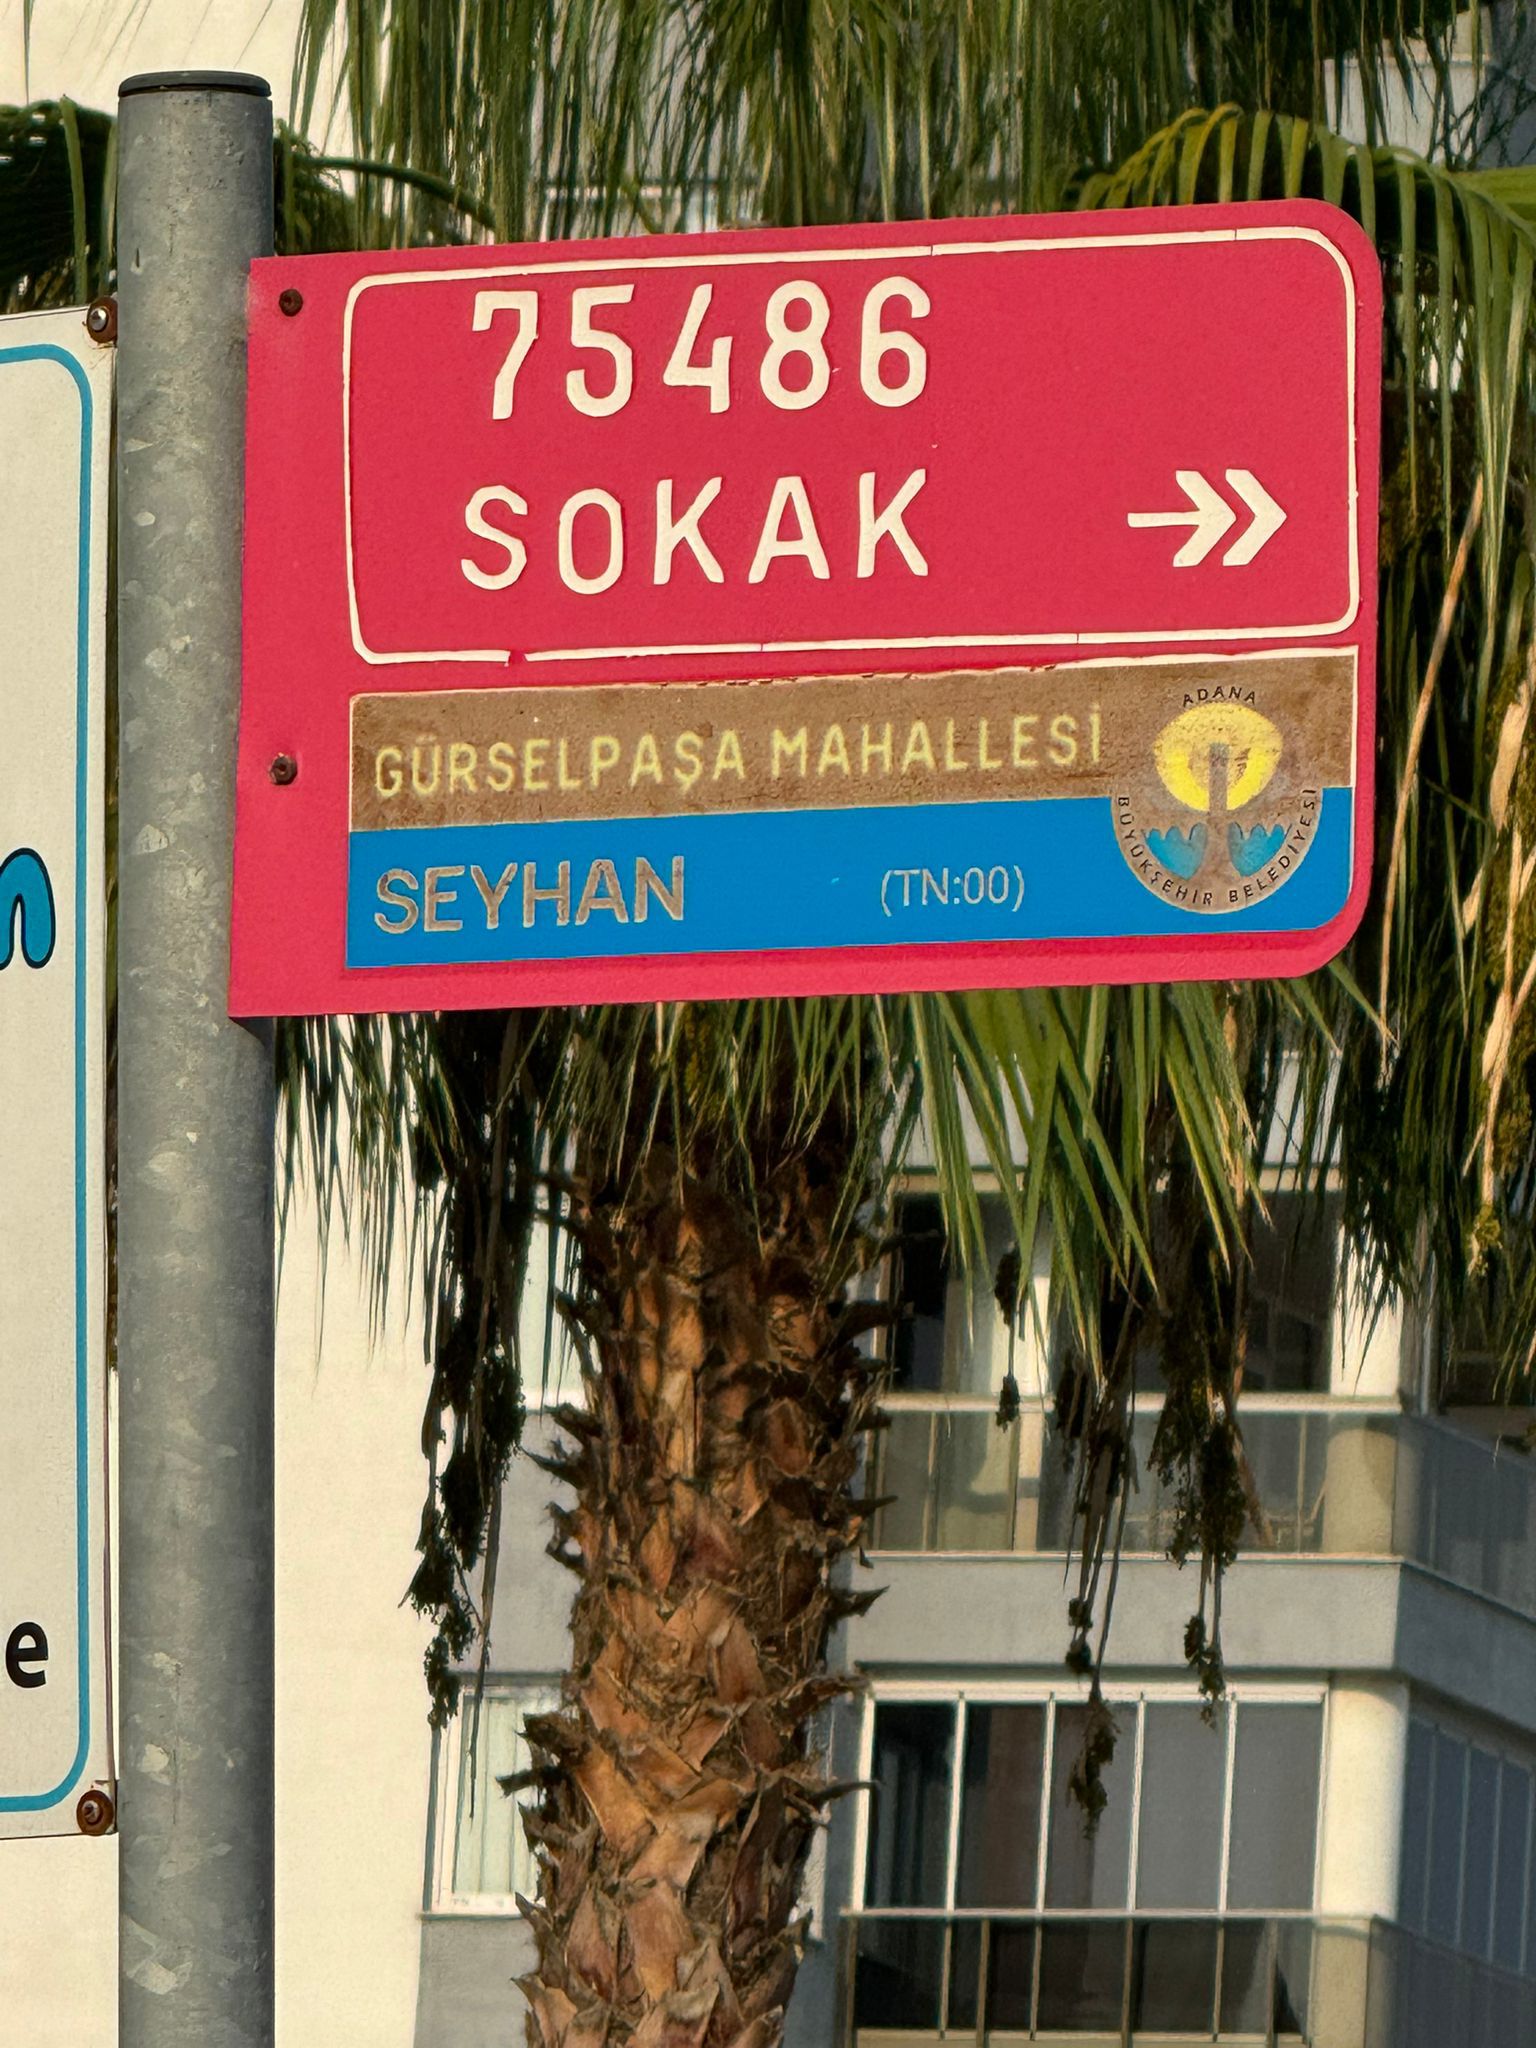 75486
SOKAK
GÜRSELPAŞA MAHALLESİ
SEYHAN (TN:00)
ADANA
BÜYÜKŞEHİR BELEDİYESİ
n
e